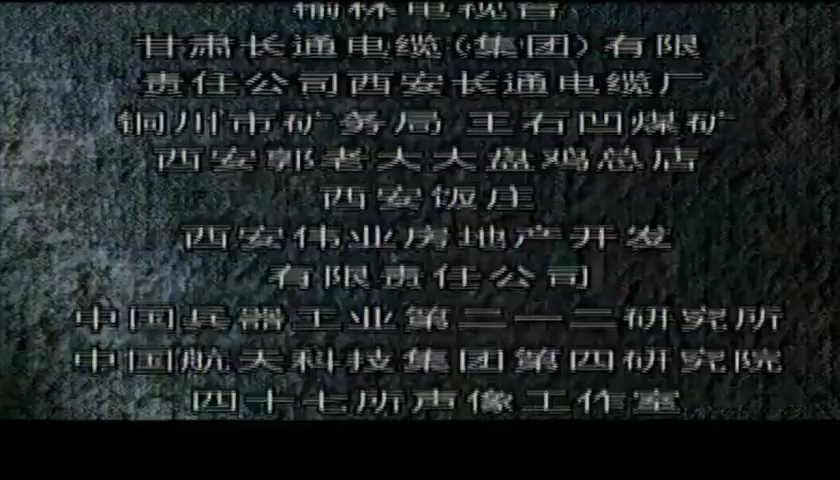 榆林电视台
甘肃长通电缆(集团)有限
责任公司西安长通电缆厂
铜川市矿务局 王石凹煤矿
西安郭老大大盘鸡总店
西安饭庄
西安伟业房地产开发
有限责任公司
中国兵器工业第二一二研究所
中国航天科技集团第四研究院
四十七所声像工作室